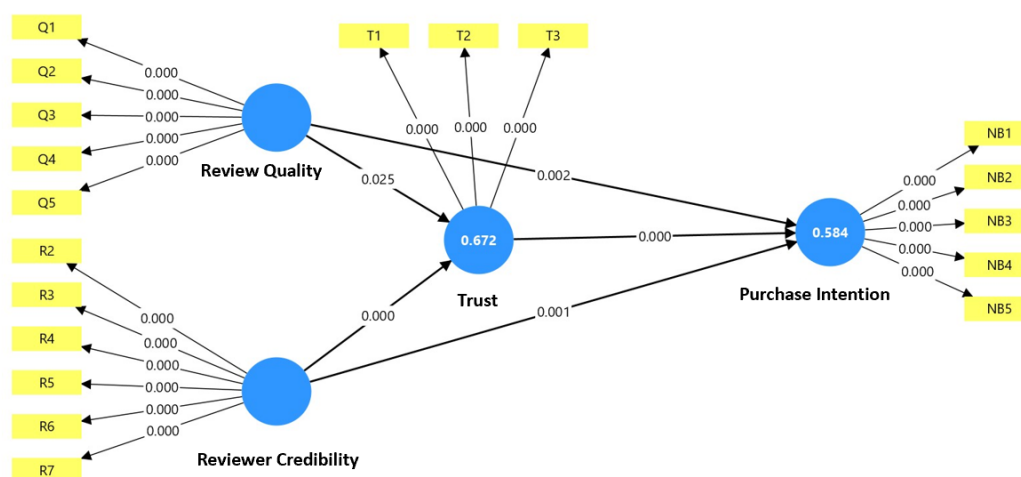 Q1
Q2
Q3
Q4
Q5
0.000
0.000
0.000
0.000
0.000
Review Quality
T1
T2
T3
0.000
0.000
0.000
0.025
0.002
0.672
Trust
0.000
0.000
0.001
R2
R3
R4
R5
R6
R7
0.000
0.000
0.000
0.000
0.000
0.000
Reviewer Credibility
0.584
Purchase Intention
0.000
0.000
0.000
0.000
0.000
NB1
NB2
NB3
NB4
NB5